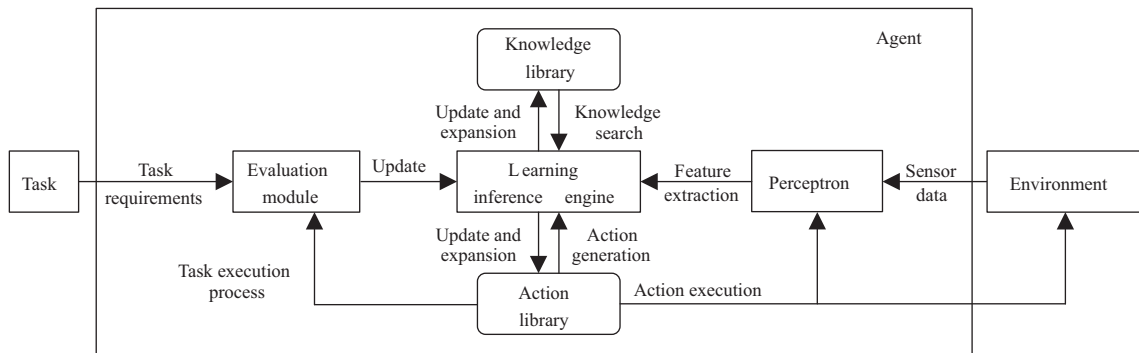 Agent
Knowledge
library
Update and
expansion
Knowledge
search
Task
Task
requirements
Evaluation
module
Update
Learning
inference engine
Feature
extraction
Perceptron
Sensor
data
Environment
Update and
expansion
Action
generation
Task execution
process
Action
library
Action execution